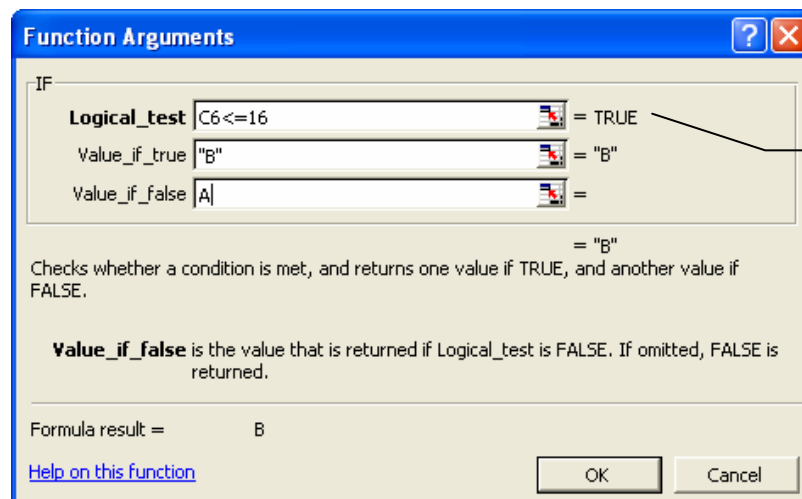 Function Arguments
IF
Logical_test C6<=16 = TRUE
Value_if_true "B" = "B"
Value_if_false A =
= "B"
Checks whether a condition is met, and returns one value if TRUE, and another value if
FALSE.
Value_if_false is the value that is returned if Logical_test is FALSE. If omitted, FALSE is
returned.
Formula result = B
Help on this function OK Cancel